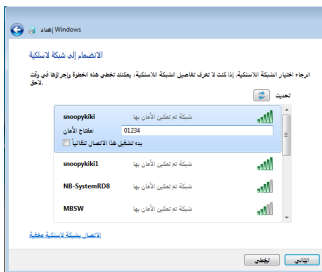 إعداد Windows
الانضمام إلى شبكة لاسلكية
الرجاء اختيار الشبكة اللاسلكية. إذا كنت لا تعرف تفاصيل الشبكة اللاسلكية، يمكنك تخطي هذه الخطوة وإجراؤها في وقت
لاحق.
تحديث
snoopykiki شبكة تم تمكين الأمان بها
مفتاح الأمان: 01234
بدء تشغيل هذا الاتصال تلقائياً
snoopykiki1 شبكة تم تمكين الأمان بها
NB-SystemRD8 شبكة تم تمكين الأمان بها
MBSW شبكة تم تمكين الأمان بها
الاتصال بشبكة لاسلكية مخفية
التالي تخطي